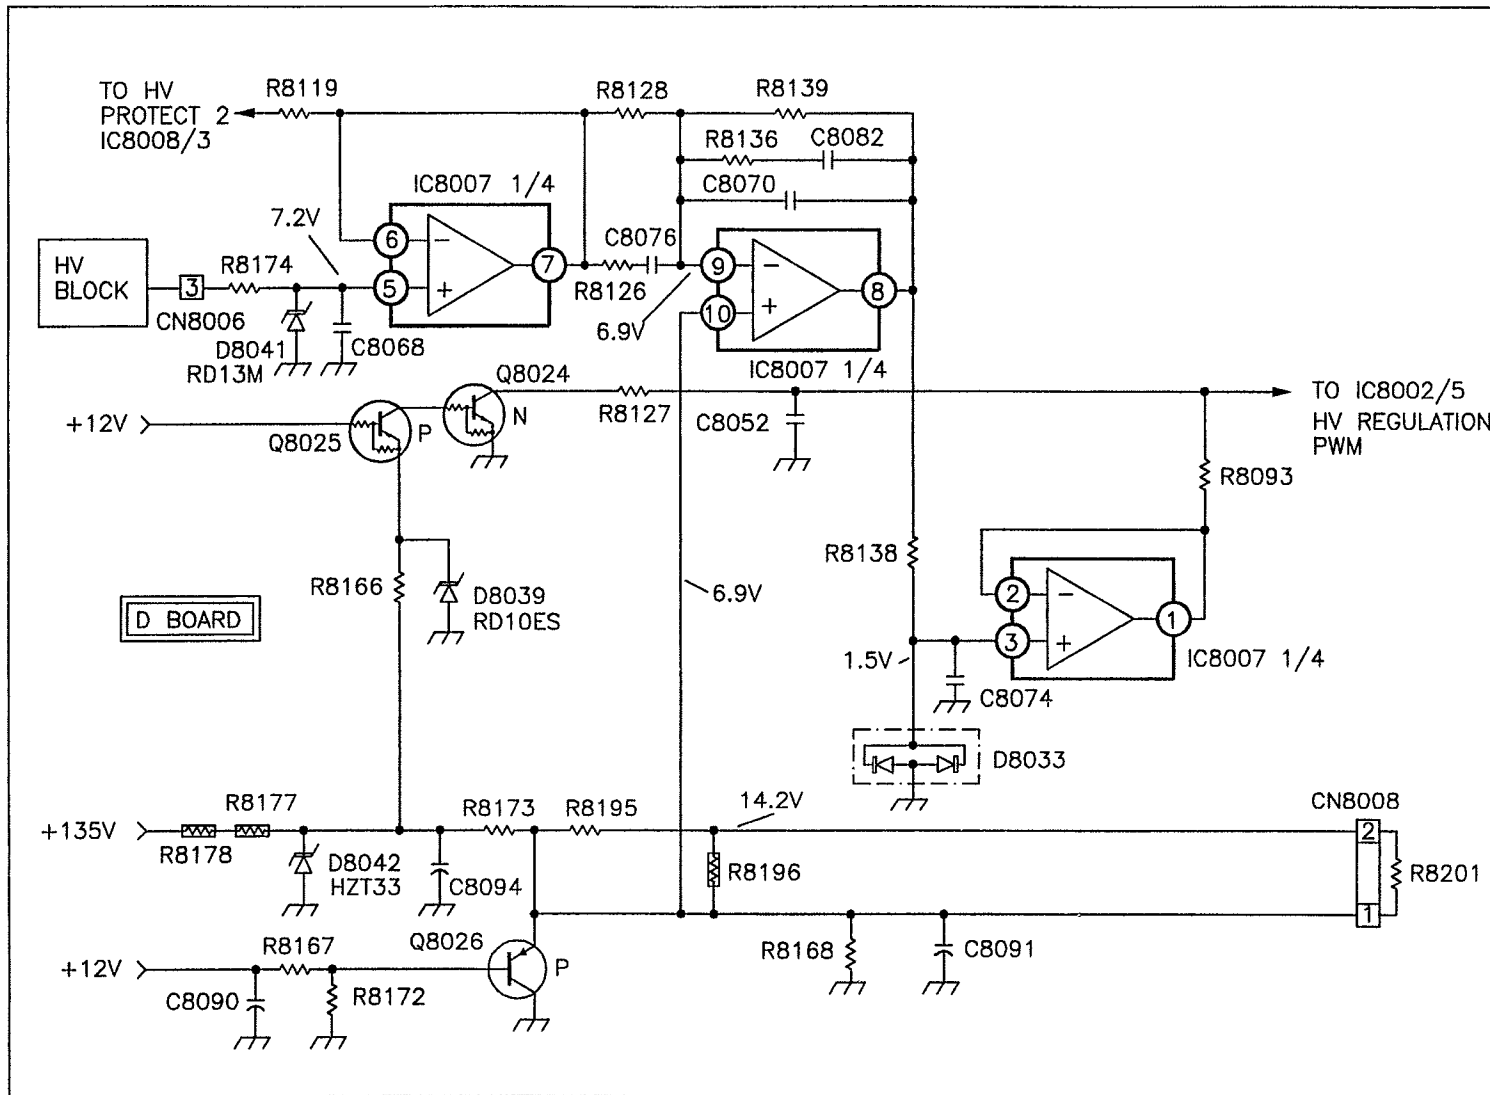 TO HV
PROTECT 2
IC8008/3
R8119
R8128
R8139
R8136
C8082
C8070
IC8007 1/4
7.2V
HV
BLOCK
3
R8174
CN8006
6
5
7
−
+
C8076
R8126
6.9V
9
10
8
−
+
IC8007 1/4
D8041
RD13M
C8068
Q8024
N
R8127
C8052
TO IC8002/5
HV REGULATION
PWM
+12V
Q8025
P
R8093
R8138
R8166
D8039
RD10ES
6.9V
D BOARD
2
3
1
−
+
IC8007 1/4
1.5V
C8074
D8033
+135V
R8178
R8177
D8042
HZT33
C8094
R8173
R8195
14.2V
R8196
CN8008
2
1
R8201
+12V
C8090
R8167
R8172
Q8026
P
R8168
C8091